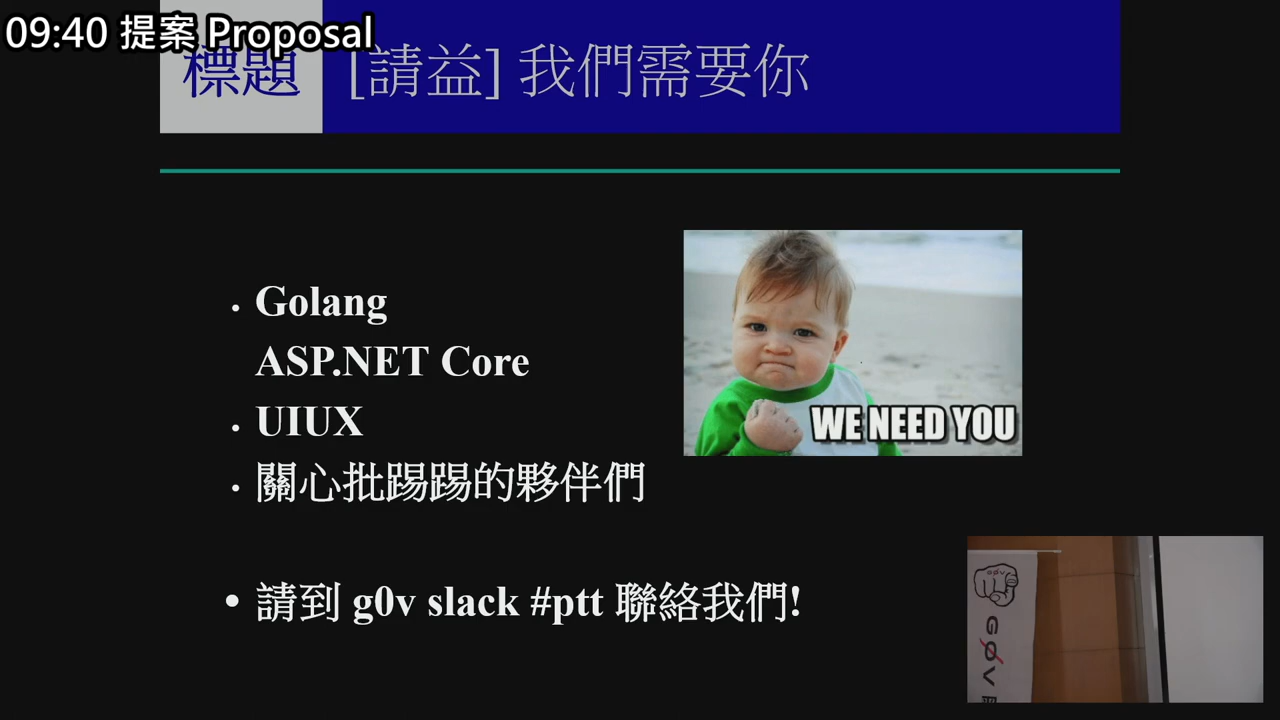 09:40 提案 Proposal
標題 [請益] 我們需要你
• Golang
ASP.NET Core
• UIUX
• 關心批踢踢的夥伴們
WE NEED YOU
• 請到 g0v slack #ptt 聯絡我們!
G0V
G0V